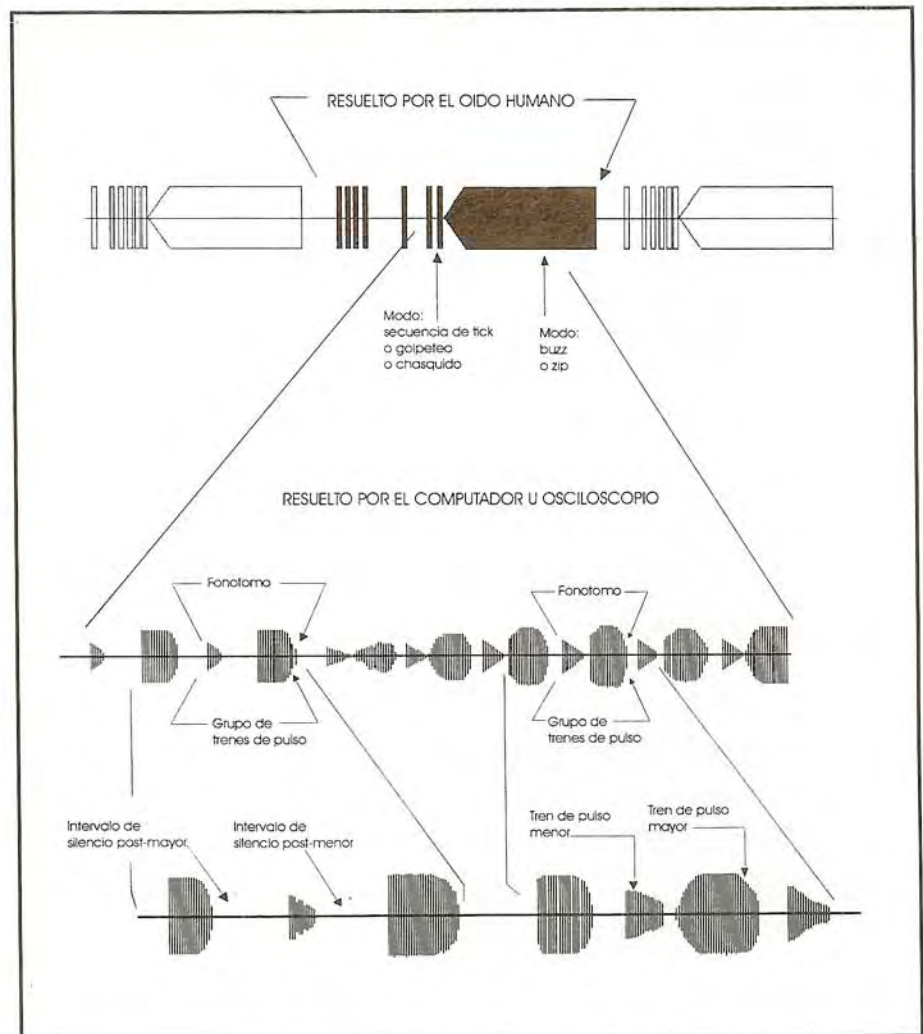 RESUELTO POR EL OIDO HUMANO
Modo:
secuencia de tick
o golpeteo
o chasquido
Modo:
buzz
o zip
RESUELTO POR EL COMPUTADOR U OSCILOSCOPIO
Fonotomo
Fonotomo
Grupo de
trenes de pulso
Grupo de
trenes de pulso
Intervalo de
silencio post-mayor
Intervalo de
silencio post-menor
Tren de pulso
menor
Tren de pulso
mayor